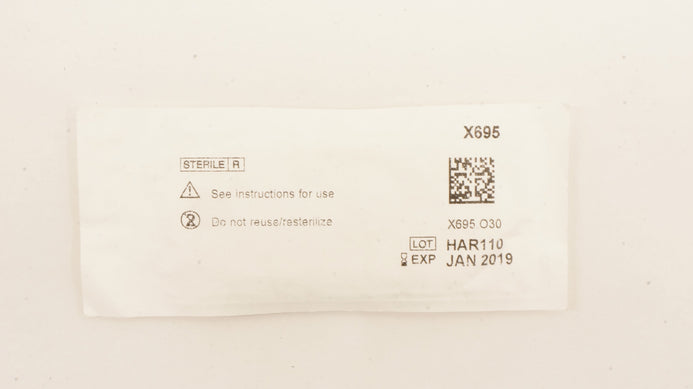 X695
STERILE R
See instructions for use
Do not reuse/resterilize
X695 O30
LOT HAR110
EXP JAN 2019